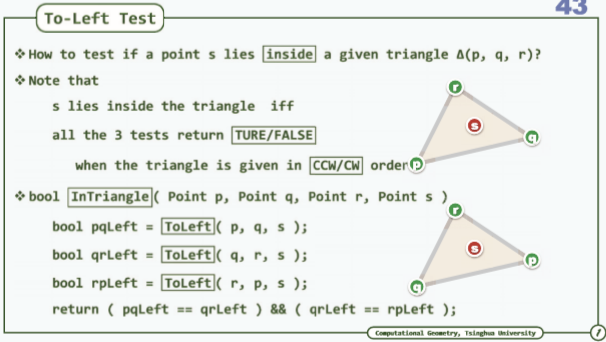 43
To-Left Test
❖ How to test if a point s lies inside a given triangle Δ(p, q, r)?
❖ Note that
s lies inside the triangle iff
all the 3 tests return TURE/FALSE
when the triangle is given in CCW/CW order
r
s
q
p
❖ bool InTriangle( Point p, Point q, Point r, Point s )
bool pqLeft = ToLeft( p, q, s );
bool qrLeft = ToLeft( q, r, s );
bool rpLeft = ToLeft( r, p, s );
return ( pqLeft == qrLeft ) && ( qrLeft == rpLeft );
r
s
p
q
Computational Geometry, Tsinghua University